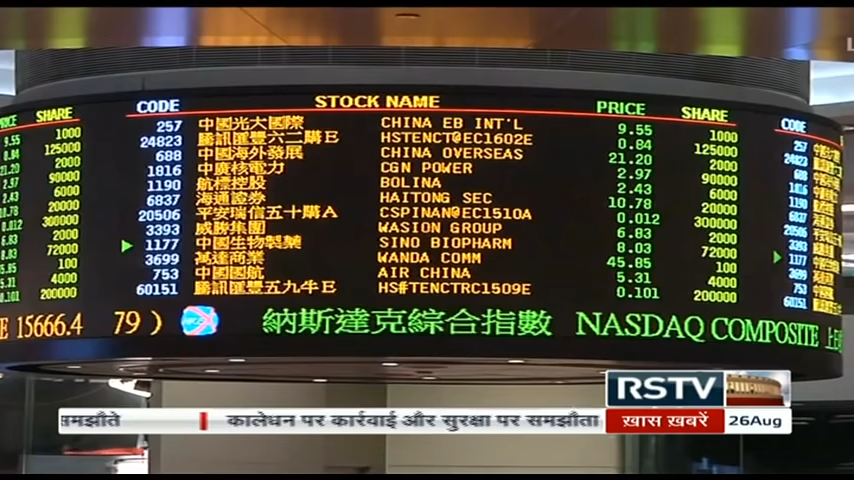 CODE STOCK NAME PRICE SHARE
257 中國光大國際 CHINA EB INT'L 9.55 1000
24823 騰訊匯豐六二購E HSTENCT@EC1602E 0.84 125000
688 中國海外發展 CHINA OVERSEAS 21.20 2000
1816 中廣核電力 CGN POWER 2.97 90000
1190 航標控股 BOLINA 2.43 6000
6837 海通證券 HAITONG SEC 10.78 20000
20506 平安瑞信五十購A CSPINAN@EC1510A 0.012 300000
3393 威勝集團 WASION GROUP 6.83 2000
1177 中國生物製藥 SINO BIOPHARM 8.03 72000
3699 萬達商業 WANDA COMM 45.85 100
753 中國國航 AIR CHINA 5.31 4000
60151 騰訊匯豐五九牛E HS#TENCTRC1509E 0.101 200000
15666.4 79 ) 納斯達克綜合指數 NASDAQ COMPOSITE
RSTV
समझौते कालेधन पर कार्रवाई और सुरक्षा पर समझौता ख़ास ख़बरें 26Aug